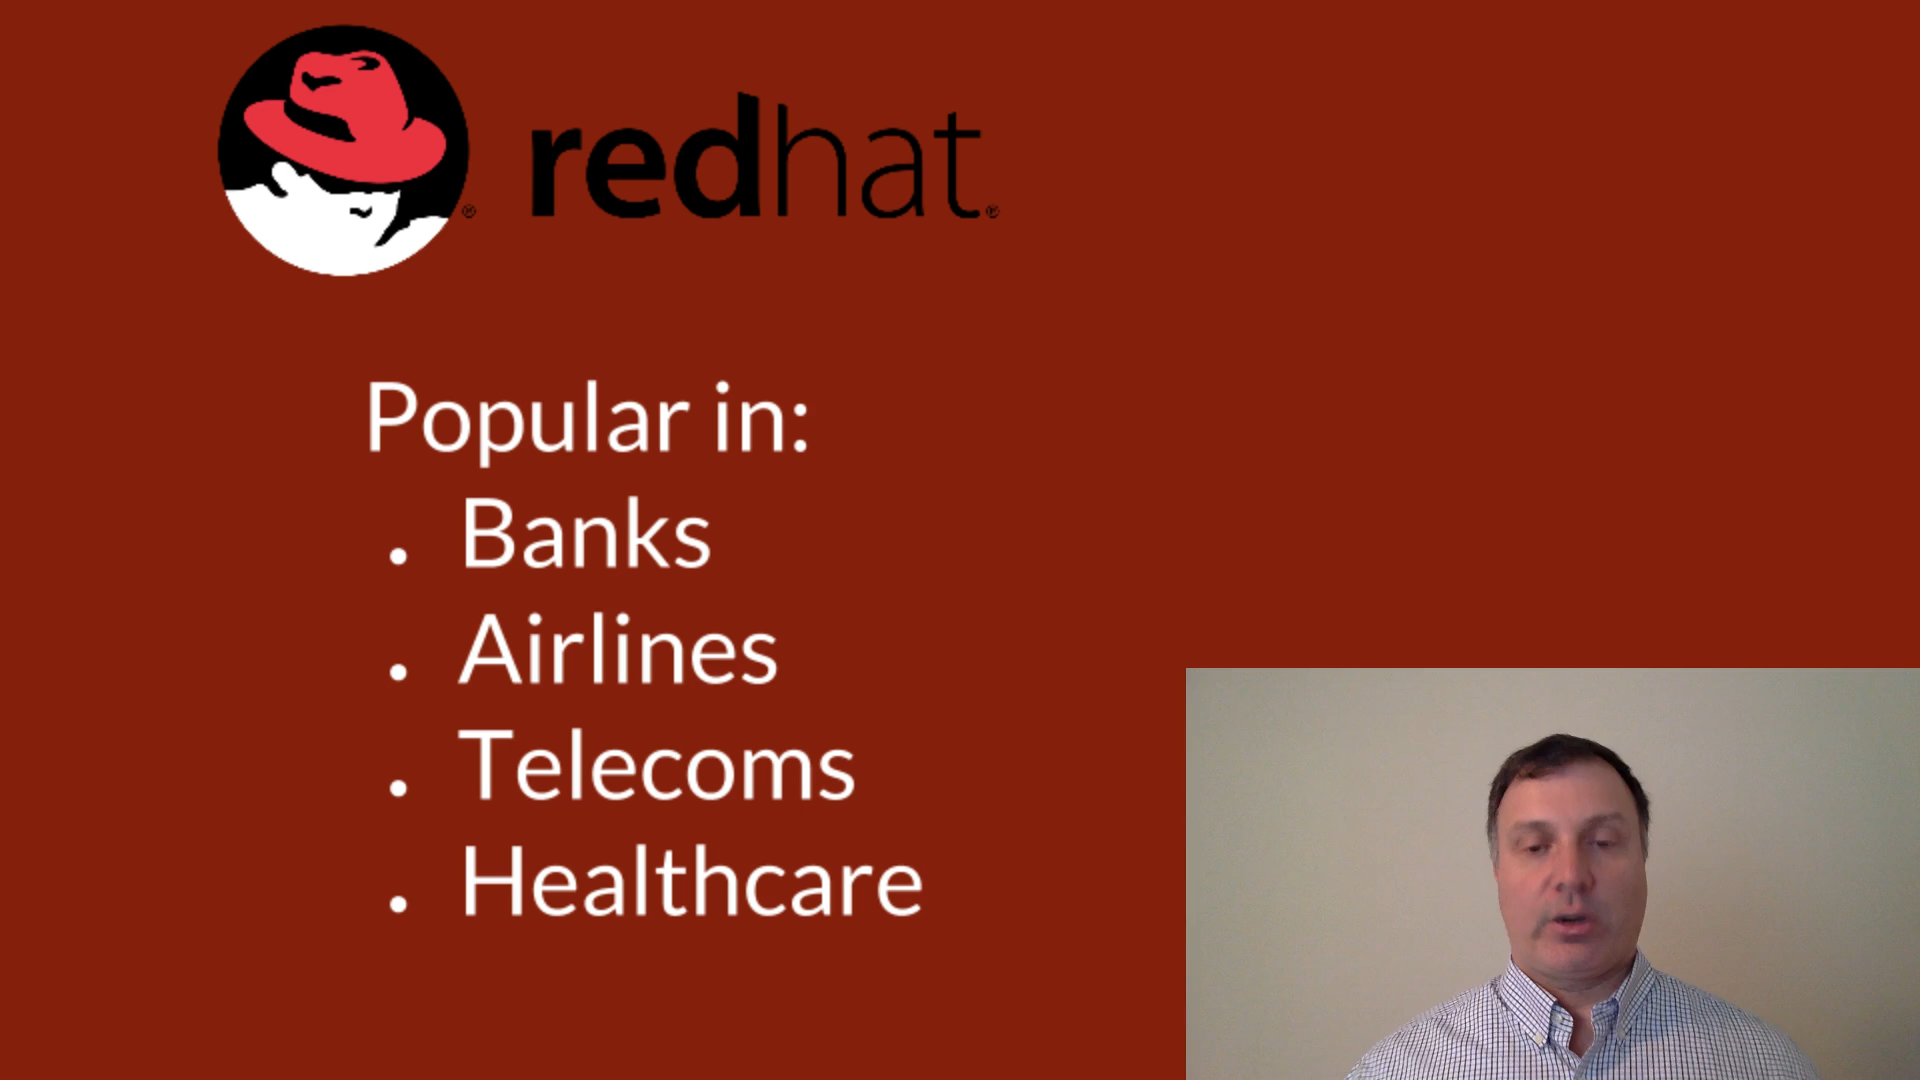 redhat
Popular in:
. Banks
. Airlines
. Telecoms
. Healthcare